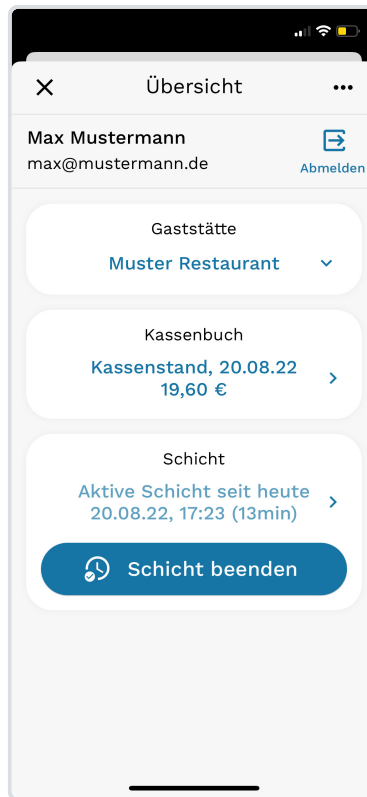 Übersicht
Max Mustermann
max@mustermann.de
Abmelden
Gaststätte
Muster Restaurant
Kassenbuch
Kassenstand, 20.08.22
19,60 €
Schicht
Aktive Schicht seit heute
20.08.22, 17:23 (13min)
Schicht beenden